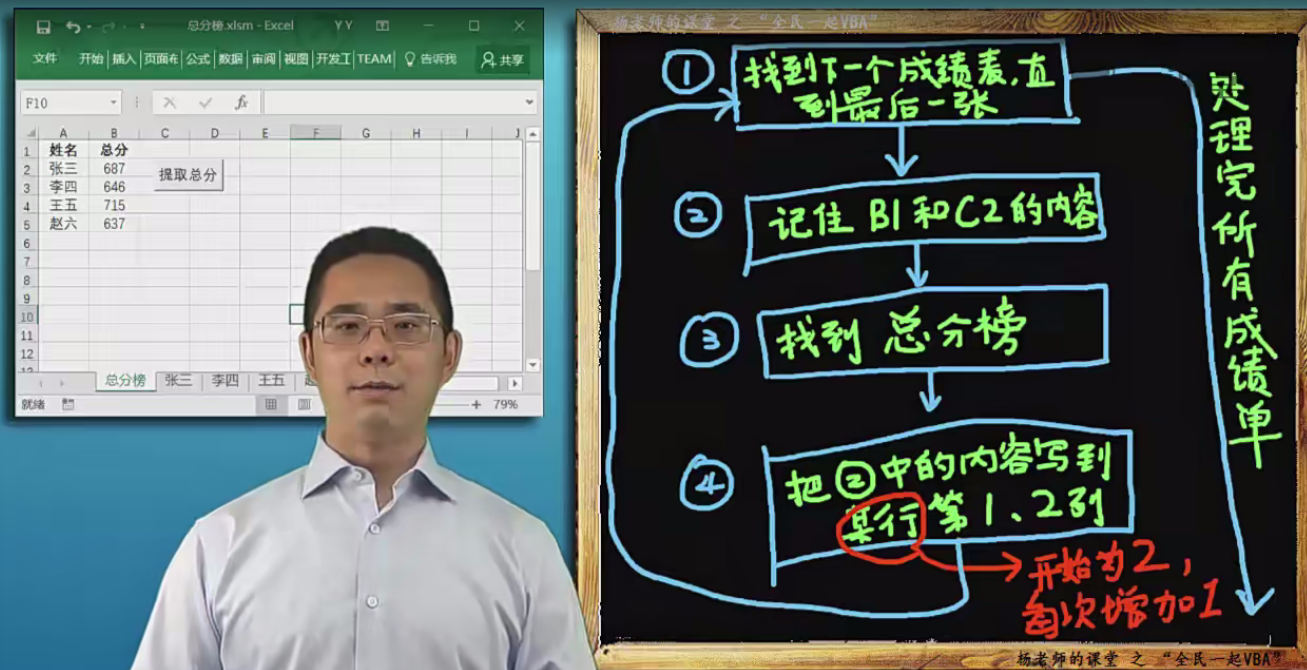 总分榜.xlsm - Excel
Y Y
文件 开始 插入 页面布 公式 数据 审阅 视图 开发工 TEAM 告诉我 共享
F10
fx
A B C D E F G H I J
1 姓名 总分
2 张三 687
3 李四 646
4 王五 715
5 赵六 637
提取总分
6
7
8
9
10
11
12
总分榜 张三 李四 王五
就绪
79%
杨老师的课堂 之 “全民一起VBA”
① 找到下一个成绩表,直
到最后一张
② 记住 B1和C2的内容
③ 找到 总分榜
④ 把②中的内容写到
某行 第1、2列
开始为2,
每次增加1
处理完所有成绩单
杨老师的课堂 之 “全民一起VBA”